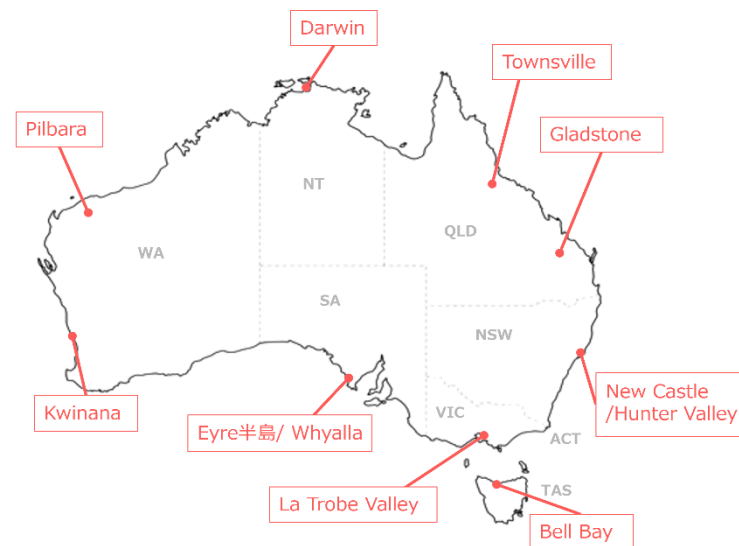 Darwin
Townsville
Pilbara
Gladstone
NT
QLD
WA
SA
NSW
New Castle
/Hunter Valley
Kwinana
Eyre半島/ Whyalla
VIC
ACT
La Trobe Valley
TAS
Bell Bay